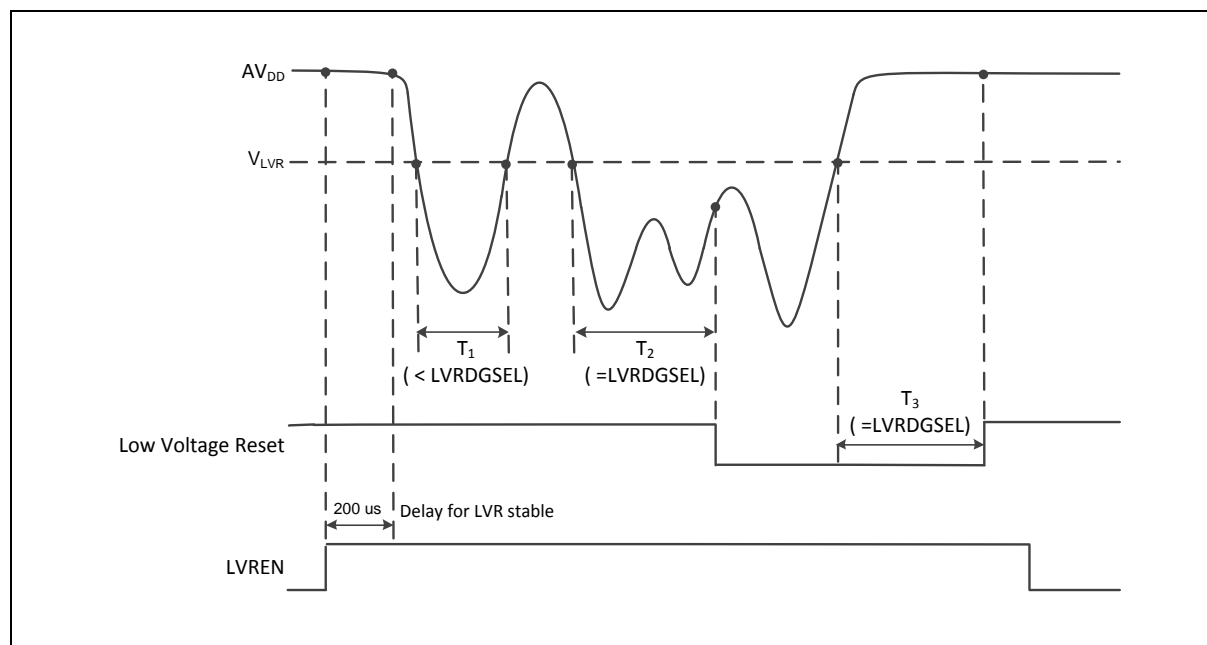 AVDD
VLVR
T1
( < LVRDGSEL)
T2
( =LVRDGSEL)
T3
( =LVRDGSEL)
Low Voltage Reset
200 us
Delay for LVR stable
LVREN